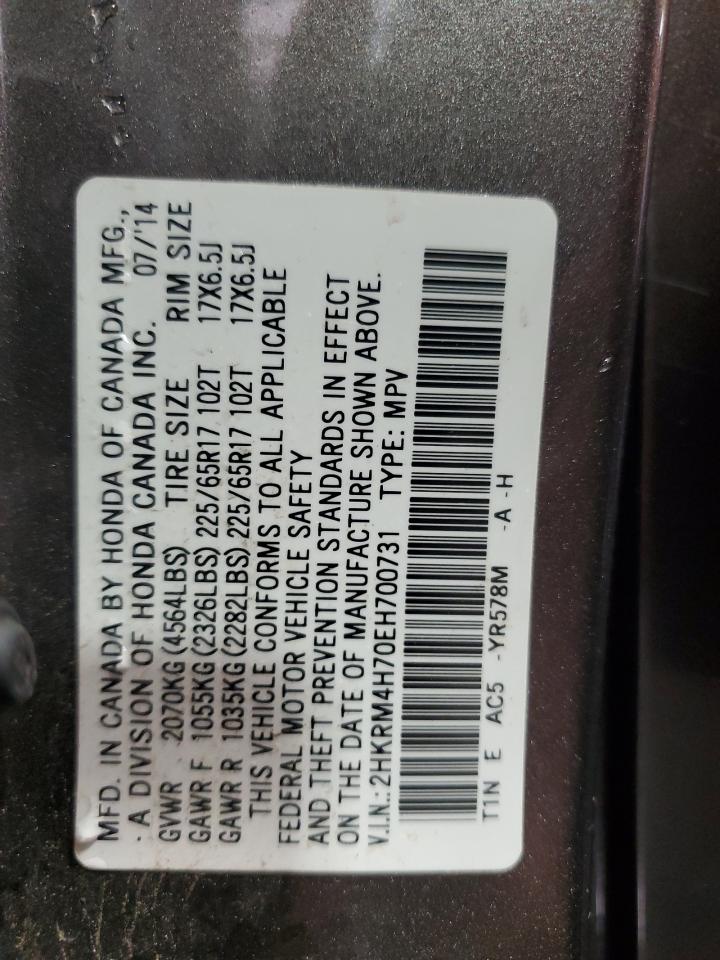 MFD. IN CANADA BY HONDA OF CANADA MFG.,
A DIVISION OF HONDA CANADA INC. 07/'14
GVWR 2070KG (4564LBS) TIRE SIZE RIM SIZE
GAWR F 1055KG (2326LBS) 225/65R17 102T 17X6.5J
GAWR R 1035KG (2282LBS) 225/65R17 102T 17X6.5J
THIS VEHICLE CONFORMS TO ALL APPLICABLE
FEDERAL MOTOR VEHICLE SAFETY
AND THEFT PREVENTION STANDARDS IN EFFECT
ON THE DATE OF MANUFACTURE SHOWN ABOVE.
V.I.N.: 2HKRM4H70EH700731 TYPE: MPV
T1N E AC5 -YR578M -A -H